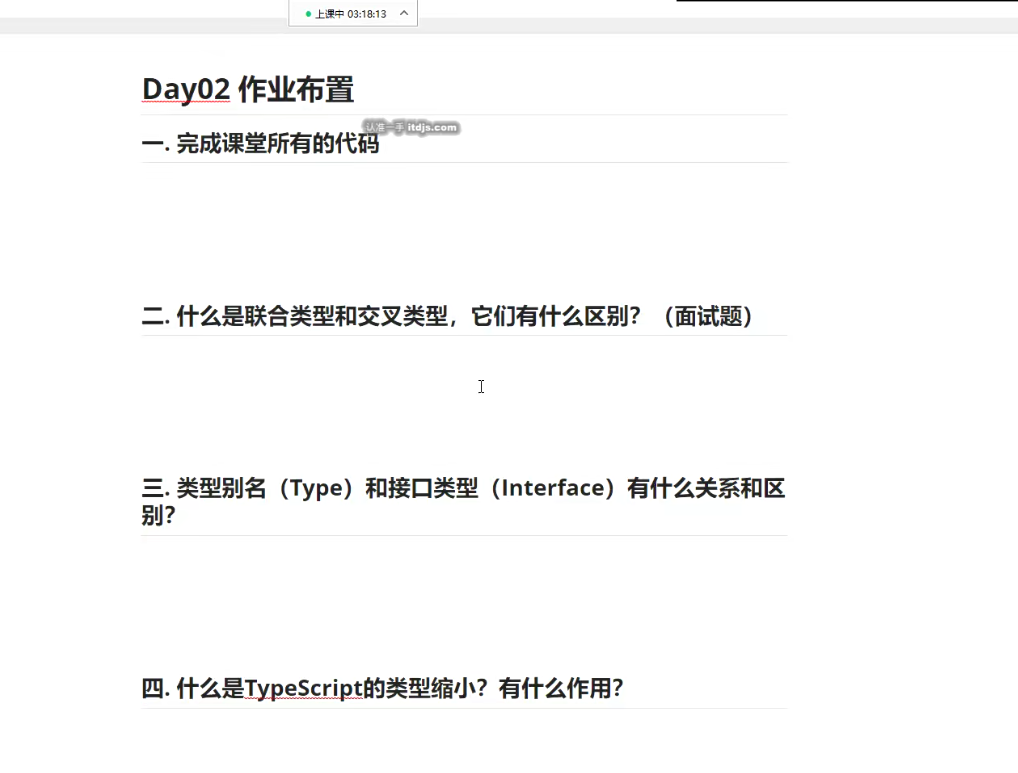 上课中 03:18:13
Day02 作业布置
认准一手 itdjs.com
一. 完成课堂所有的代码
二. 什么是联合类型和交叉类型，它们有什么区别？（面试题）
三. 类型别名（Type）和接口类型（Interface）有什么关系和区
别？
四. 什么是TypeScript的类型缩小？有什么作用？